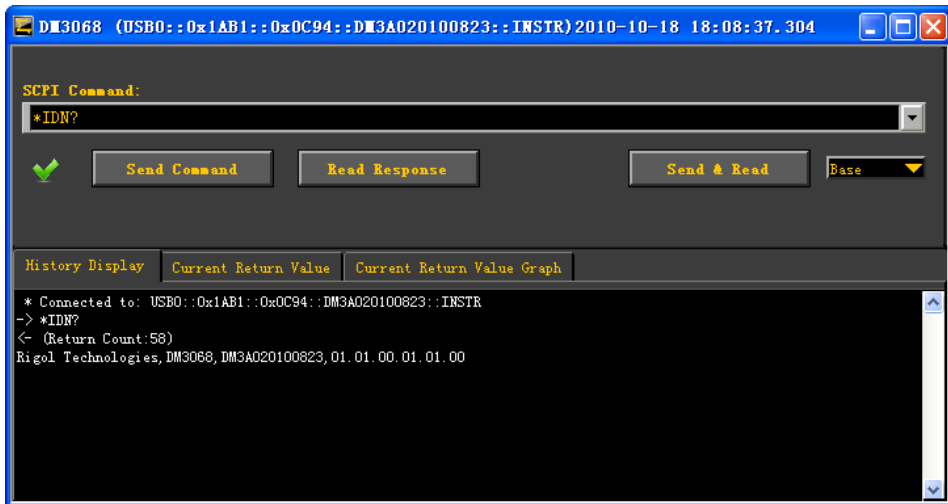 DM3068 (USB0::0x1AB1::0x0C94::DM3A020100823::INSTR)2010-10-18 18:08:37.304
SCPI Command:
*IDN?
Send Command Read Response Send & Read Base
History Display Current Return Value Current Return Value Graph
* Connected to: USB0::0x1AB1::0x0C94::DM3A020100823::INSTR
-> *IDN?
<- (Return Count:58)
Rigol Technologies,DM3068,DM3A020100823,01.01.00.01.01.00